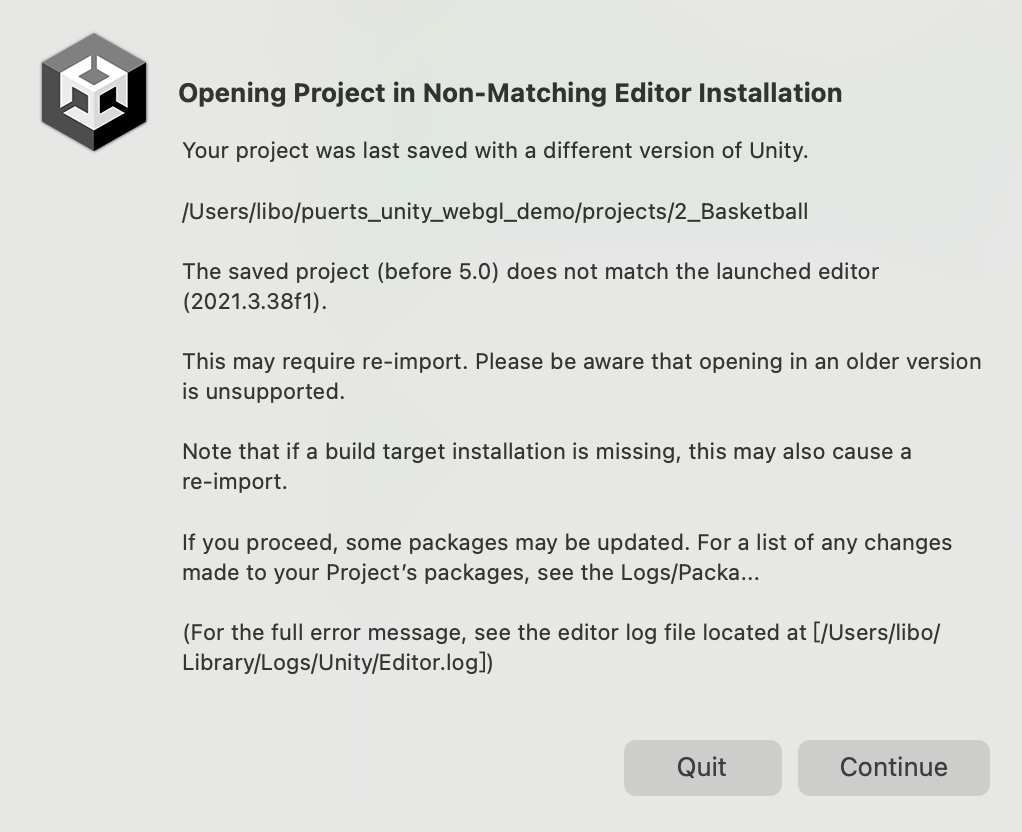 Opening Project in Non-Matching Editor Installation
Your project was last saved with a different version of Unity.
/Users/libo/puerts_unity_webgl_demo/projects/2_Basketball
The saved project (before 5.0) does not match the launched editor
(2021.3.38f1).
This may require re-import. Please be aware that opening in an older version
is unsupported.
Note that if a build target installation is missing, this may also cause a
re-import.
If you proceed, some packages may be updated. For a list of any changes
made to your Project’s packages, see the Logs/Packa...
(For the full error message, see the editor log file located at [/Users/libo/
Library/Logs/Unity/Editor.log])
Quit
Continue